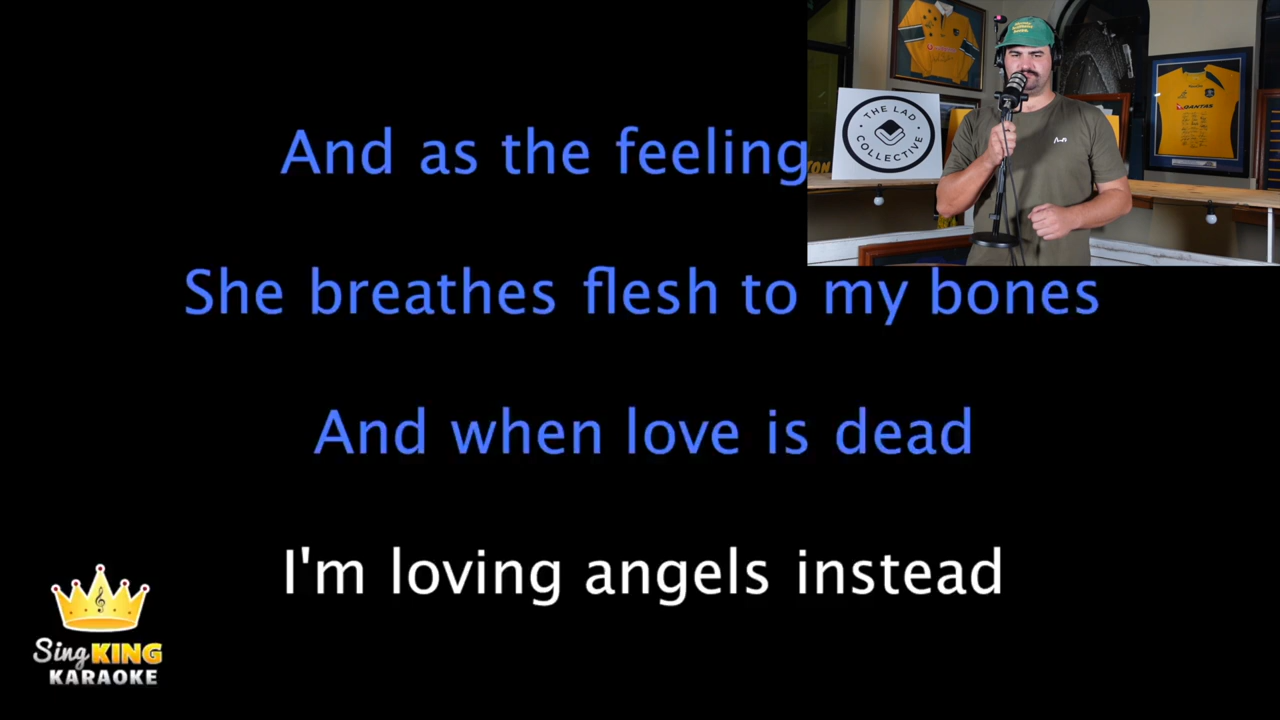 And as the feeling
She breathes flesh to my bones
And when love is dead
I'm loving angels instead
THE LAD
COLLECTIVE
QANTAS
Sing KING
KARAOKE